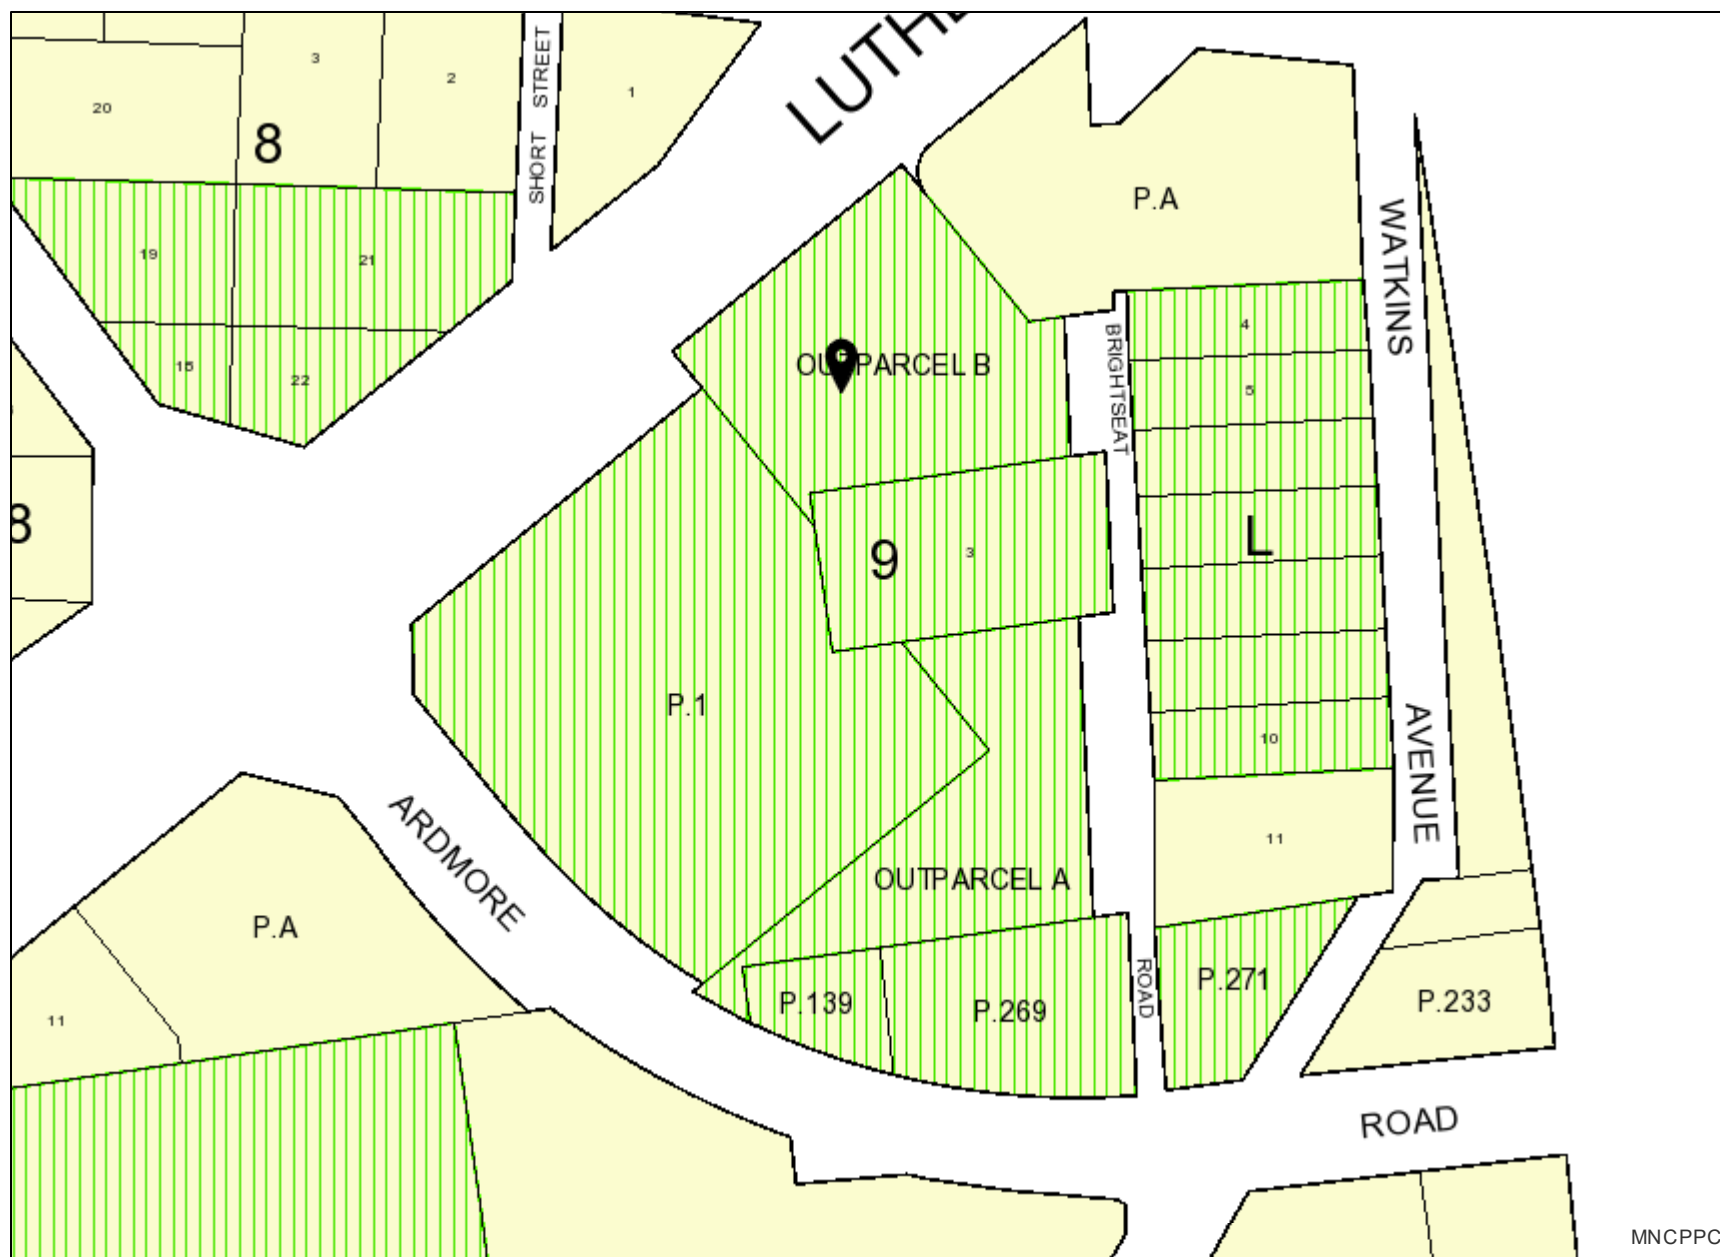 3
2
20
8
SHORT STREET
1
P.A
WATKINS
19
21
4
BRIGHTSEAT
OUTPARCEL B
18
22
5
8
9
3
L
P.1
10
AVENUE
ARDMORE
11
OUTPARCEL A
P.A
ROAD
P.271
P.139
P.269
P.233
11
ROAD
MNCPPC